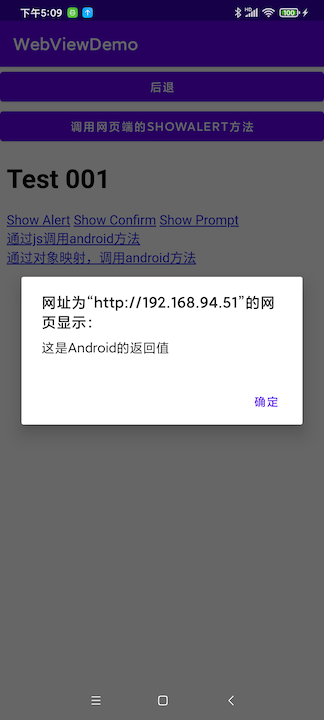 下午5:09
HD
100
WebViewDemo
后退
调用网页端的SHOWALERT方法
Test 001
Show Alert Show Confirm Show Prompt
通过js调用android方法
通过对象映射，调用android方法
网址为“http://192.168.94.51”的网
页显示：
这是Android的返回值
确定